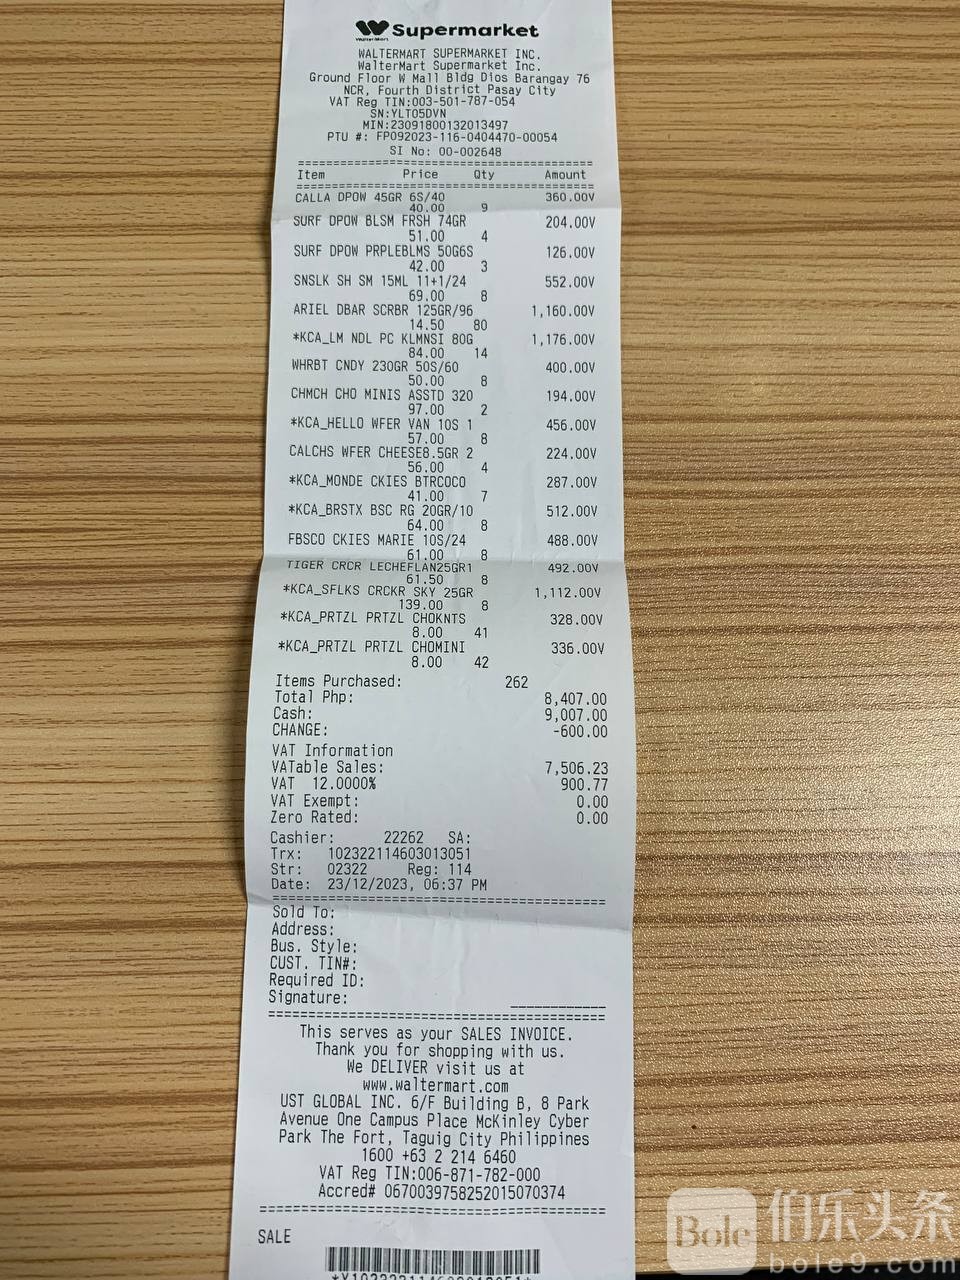 W Supermarket
WalterMart
WALTERMART SUPERMARKET INC.
WalterMart Supermarket Inc.
Ground Floor W Mall Bldg Dios Barangay 76
NCR, Fourth District Pasay City
VAT Reg TIN:003-501-787-054
SN:YLT05DVN
MIN:23091800132013497
PTU #: FP092023-116-0404470-00054
SI No: 00-002648
Item Price Qty Amount
CALLA DPOW 45GR 6S/40 360.00V
40.00 9
SURF DPOW BLSM FRSH 74GR 204.00V
51.00 4
SURF DPOW PRPLEBLMS 50G6S 126.00V
42.00 3
SNSLK SH SM 15ML 11+1/24 552.00V
69.00 8
ARIEL DBAR SCRBR 125GR/96 1,160.00V
14.50 80
*KCA_LM NDL PC KLMNSI 80G 1,176.00V
84.00 14
WHRBT CNDY 230GR 50S/60 400.00V
50.00 8
CHMCH CHO MINIS ASSTD 320 194.00V
97.00 2
*KCA_HELLO WFER VAN 10S 1 456.00V
57.00 8
CALCHS WFER CHEESE8.5GR 2 224.00V
56.00 4
*KCA_MONDE CKIES BTRCOCO 287.00V
41.00 7
*KCA_BRSTX BSC RG 20GR/10 512.00V
64.00 8
FBSCO CKIES MARIE 10S/24 488.00V
61.00 8
TIGER CRCR LECHEFLAN25GR1 492.00V
61.50 8
*KCA_SFLKS CRCKR SKY 25GR 1,112.00V
139.00 8
*KCA_PRTZL PRTZL CHOKNTS 328.00V
8.00 41
*KCA_PRTZL PRTZL CHOMINI 336.00V
8.00 42
Items Purchased: 262
Total Php: 8,407.00
Cash: 9,007.00
CHANGE: -600.00
VAT Information
VATable Sales: 7,506.23
VAT 12.0000% 900.77
VAT Exempt: 0.00
Zero Rated: 0.00
Cashier: 22262 SA:
Trx: 102322114603013051
Str: 02322 Reg: 114
Date: 23/12/2023, 06:37 PM
Sold To:
Address:
Bus. Style:
CUST. TIN#:
Required ID:
Signature:
This serves as your SALES INVOICE.
Thank you for shopping with us.
We DELIVER visit us at
www.waltermart.com
UST GLOBAL INC. 6/F Building B, 8 Park
Avenue One Campus Place McKinley Cyber
Park The Fort, Taguig City Philippines
1600 +63 2 214 6460
VAT Reg TIN:006-871-782-000
Accred# 0670039758252015070374
SALE
Bole 伯乐头条
bole9.com